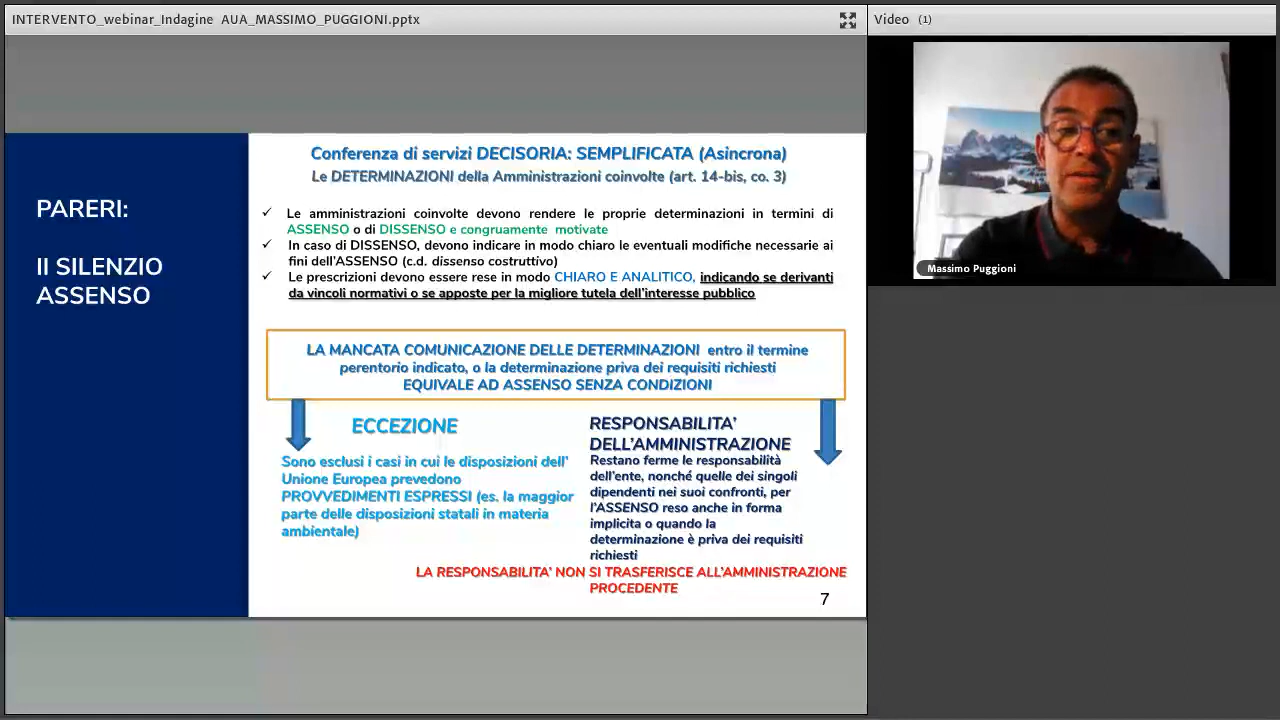 INTERVENTO_webinar_Indagine AUA_MASSIMO_PUGGIONI.pptx
Video (1)
Massimo Puggioni
PARERI:
Il SILENZIO
ASSENSO
Conferenza di servizi DECISORIA: SEMPLIFICATA (Asincrona)
Le DETERMINAZIONI della Amministrazioni coinvolte (art. 14-bis, co. 3)
✓ Le amministrazioni coinvolte devono rendere le proprie determinazioni in termini di
ASSENSO o di DISSENSO e congruamente motivate
✓ In caso di DISSENSO, devono indicare in modo chiaro le eventuali modifiche necessarie ai
fini dell'ASSENSO (c.d. dissenso costruttivo)
✓ Le prescrizioni devono essere rese in modo CHIARO E ANALITICO, indicando se derivanti
da vincoli normativi o se apposte per la migliore tutela dell'interesse pubblico
LA MANCATA COMUNICAZIONE DELLE DETERMINAZIONI entro il termine
perentorio indicato, o la determinazione priva dei requisiti richiesti
EQUIVALE AD ASSENSO SENZA CONDIZIONI
ECCEZIONE
Sono esclusi i casi in cui le disposizioni dell'
Unione Europea prevedono
PROVVEDIMENTI ESPRESSI (es. la maggior
parte delle disposizioni statali in materia
ambientale)
RESPONSABILITA'
DELL'AMMINISTRAZIONE
Restano ferme le responsabilità
dell'ente, nonché quelle dei singoli
dipendenti nei suoi confronti, per
l'ASSENSO reso anche in forma
implicita o quando la
determinazione è priva dei requisiti
richiesti
LA RESPONSABILITA' NON SI TRASFERISCE ALL'AMMINISTRAZIONE
PROCEDENTE
7